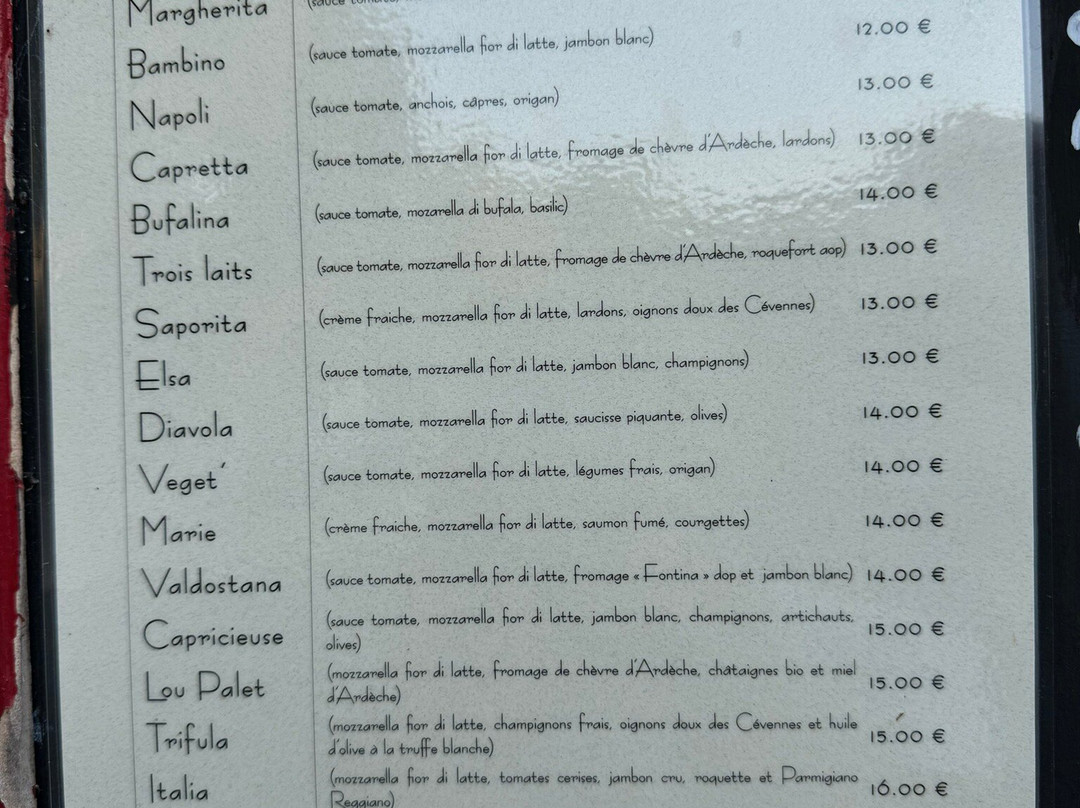 Margherita (sauce tomate,
Bambino (sauce tomate, mozzarella fior di latte, jambon blanc) 12.00 €
Napoli (sauce tomate, anchois, câpres, origan) 13.00 €
Capretta (sauce tomate, mozzarella fior di latte, fromage de chèvre d'Ardèche, lardons) 13.00 €
Bufalina (sauce tomate, mozarella di bufala, basilic) 14.00 €
Trois laits (sauce tomate, mozzarella fior di latte, fromage de chèvre d'Ardèche, roquefort aop) 13.00 €
Saporita (crème fraiche, mozzarella fior di latte, lardons, oignons doux des Cévennes) 13.00 €
Elsa (sauce tomate, mozzarella fior di latte, jambon blanc, champignons) 13.00 €
Diavola (sauce tomate, mozzarella fior di latte, saucisse piquante, olives) 14.00 €
Veget' (sauce tomate, mozzarella fior di latte, légumes frais, origan) 14.00 €
Marie (crème fraiche, mozzarella fior di latte, saumon fumé, courgettes) 14.00 €
Valdostana (sauce tomate, mozzarella fior di latte, fromage « Fontina » dop et jambon blanc) 14.00 €
Capricieuse (sauce tomate, mozzarella fior di latte, jambon blanc, champignons, artichauts, 15.00 €
olives)
Lou Palet (mozzarella fior di latte, fromage de chèvre d'Ardèche, châtaignes bio et miel 15.00 €
d'Ardèche)
Trifula (mozzarella fior di latte, champignons frais, oignons doux des Cévennes et huile 15.00 €
d'olive à la truffe blanche)
Italia (mozzarella fior di latte, tomates cerises, jambon cru, roquette et Parmigiano 16.00 €
Reggiano)